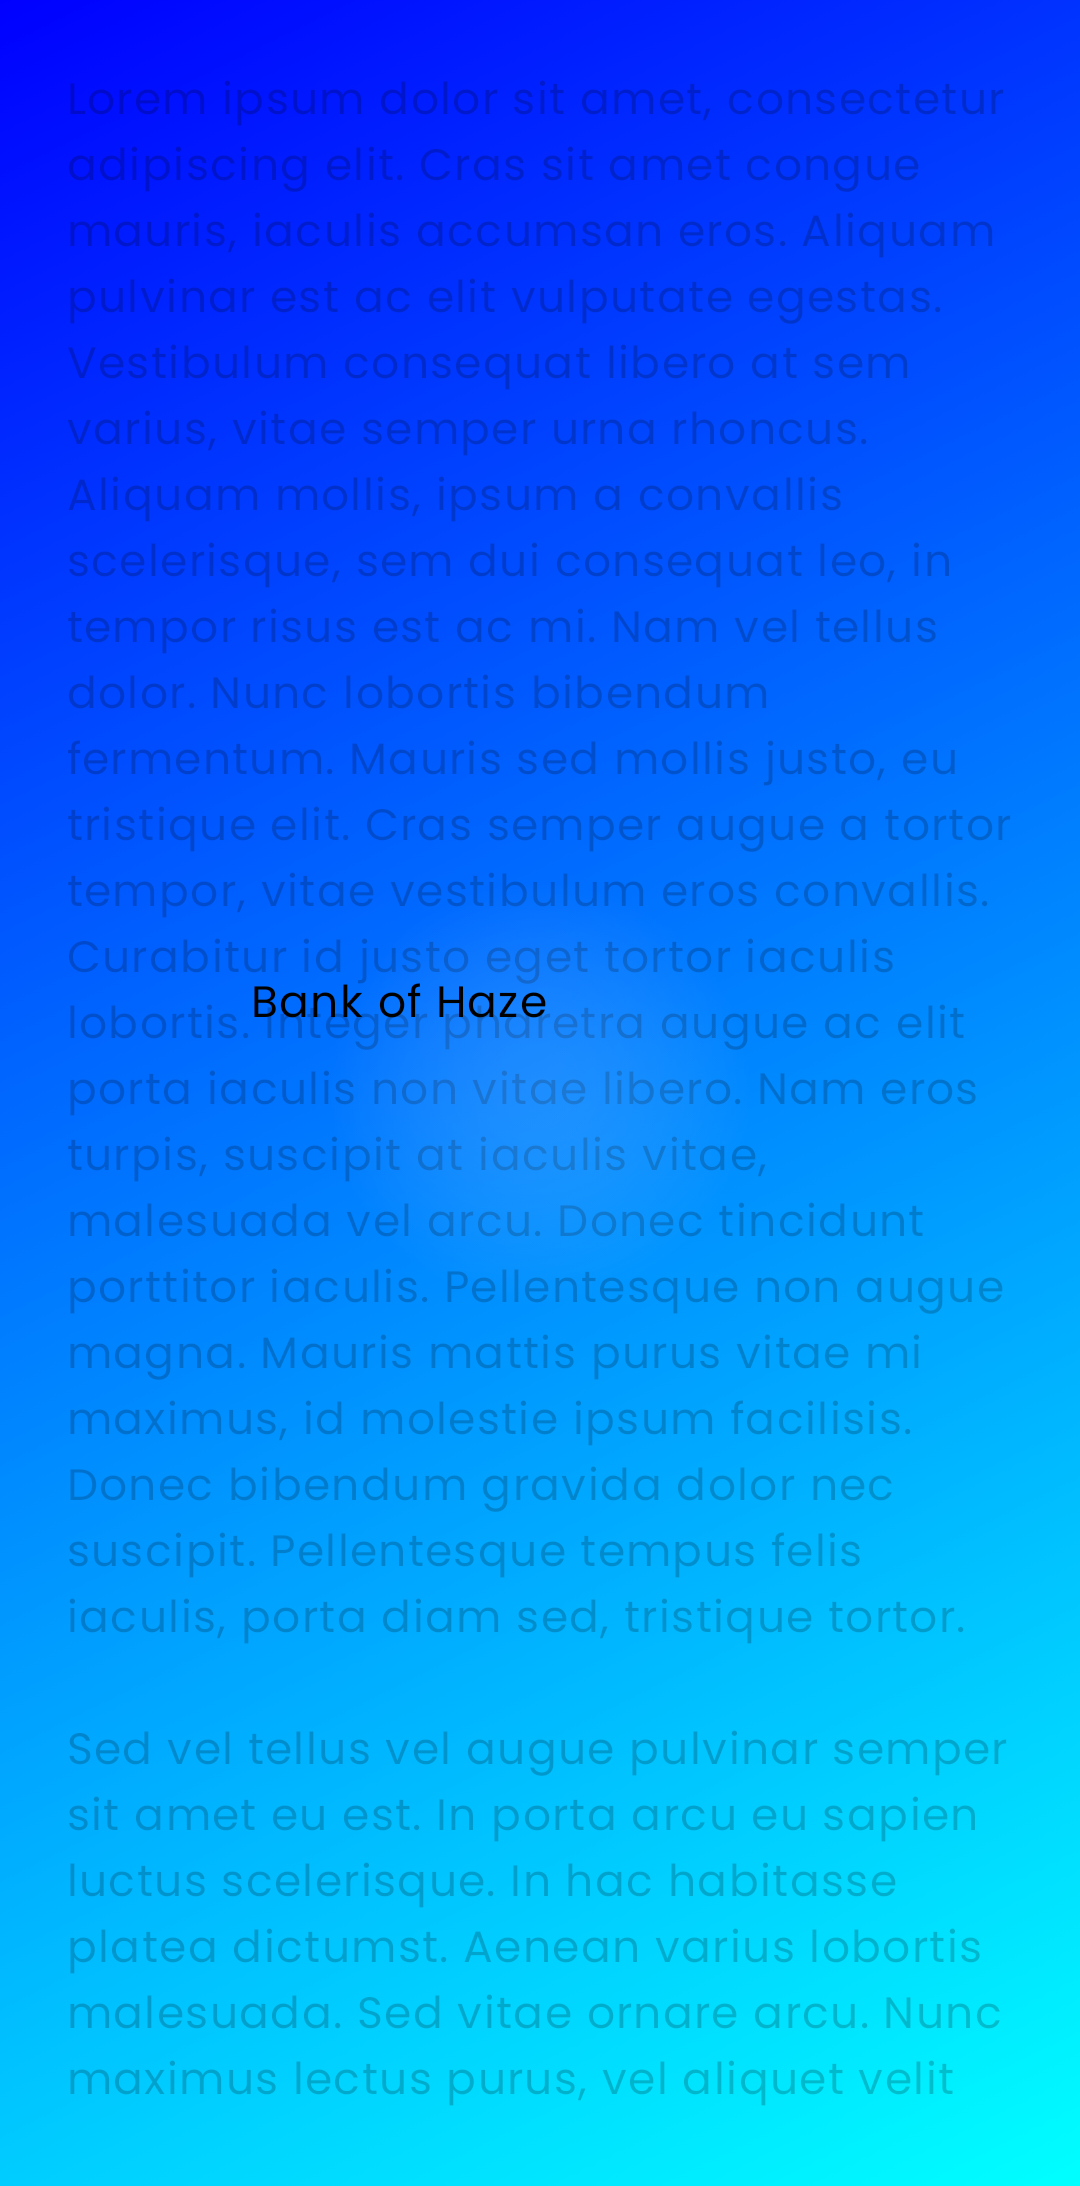 Lorem ipsum dolor sit amet, consectetur
adipiscing elit. Cras sit amet congue
mauris, iaculis accumsan eros. Aliquam
pulvinar est ac elit vulputate egestas.
Vestibulum consequat libero at sem
varius, vitae semper urna rhoncus.
Aliquam mollis, ipsum a convallis
scelerisque, sem dui consequat leo, in
tempor risus est ac mi. Nam vel tellus
dolor. Nunc lobortis bibendum
fermentum. Mauris sed mollis justo, eu
tristique elit. Cras semper augue a tortor
tempor, vitae vestibulum eros convallis.
Curabitur id justo eget tortor iaculis
Bank of Haze
lobortis. Integer pharetra augue ac elit
porta iaculis non vitae libero. Nam eros
turpis, suscipit at iaculis vitae,
malesuada vel arcu. Donec tincidunt
porttitor iaculis. Pellentesque non augue
magna. Mauris mattis purus vitae mi
maximus, id molestie ipsum facilisis.
Donec bibendum gravida dolor nec
suscipit. Pellentesque tempus felis
iaculis, porta diam sed, tristique tortor.
Sed vel tellus vel augue pulvinar semper
sit amet eu est. In porta arcu eu sapien
luctus scelerisque. In hac habitasse
platea dictumst. Aenean varius lobortis
malesuada. Sed vitae ornare arcu. Nunc
maximus lectus purus, vel aliquet velit